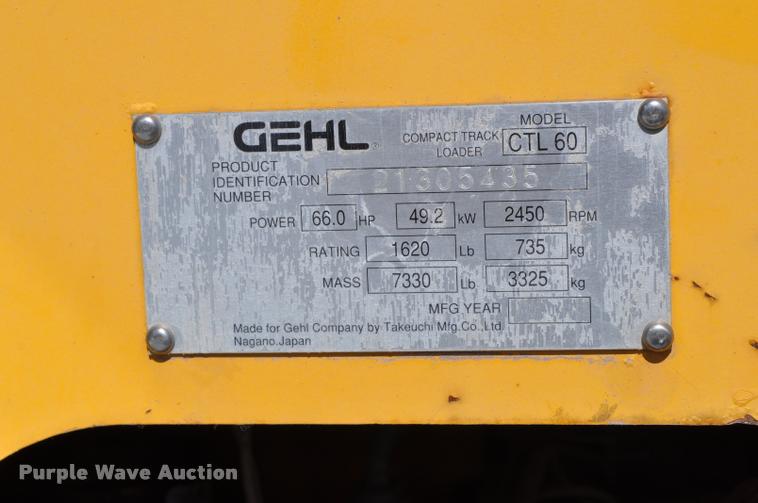 GEHL®
COMPACT TRACK LOADER
MODEL
CTL 60
PRODUCT IDENTIFICATION NUMBER
21305435
POWER 66.0 HP 49.2 kW 2450 RPM
RATING 1620 Lb 735 kg
MASS 7330 Lb 3325 kg
MFG YEAR
Made for Gehl Company by Takeuchi Mfg.Co.,Ltd.
Nagano.Japan
Purple Wave Auction